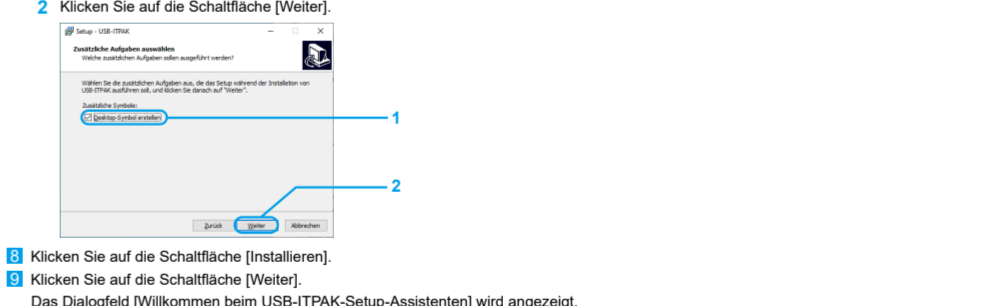 2 Klicken Sie auf die Schaltfläche [Weiter].
Setup - USB-ITPAK
Zusätzliche Aufgaben auswählen
Welche zusätzlichen Aufgaben sollen ausgeführt werden?
Wählen Sie die zusätzlichen Aufgaben aus, die das Setup während der Installation von
USB-ITPAK ausführen soll, und klicken Sie danach auf "Weiter".
Zusätzliche Symbole:
Desktop-Symbol erstellen
1
2
Zurück Weiter Abbrechen
8 Klicken Sie auf die Schaltfläche [Installieren].
9 Klicken Sie auf die Schaltfläche [Weiter].
Das Dialogfeld [Willkommen beim USB-ITPAK-Setup-Assistenten] wird angezeigt.